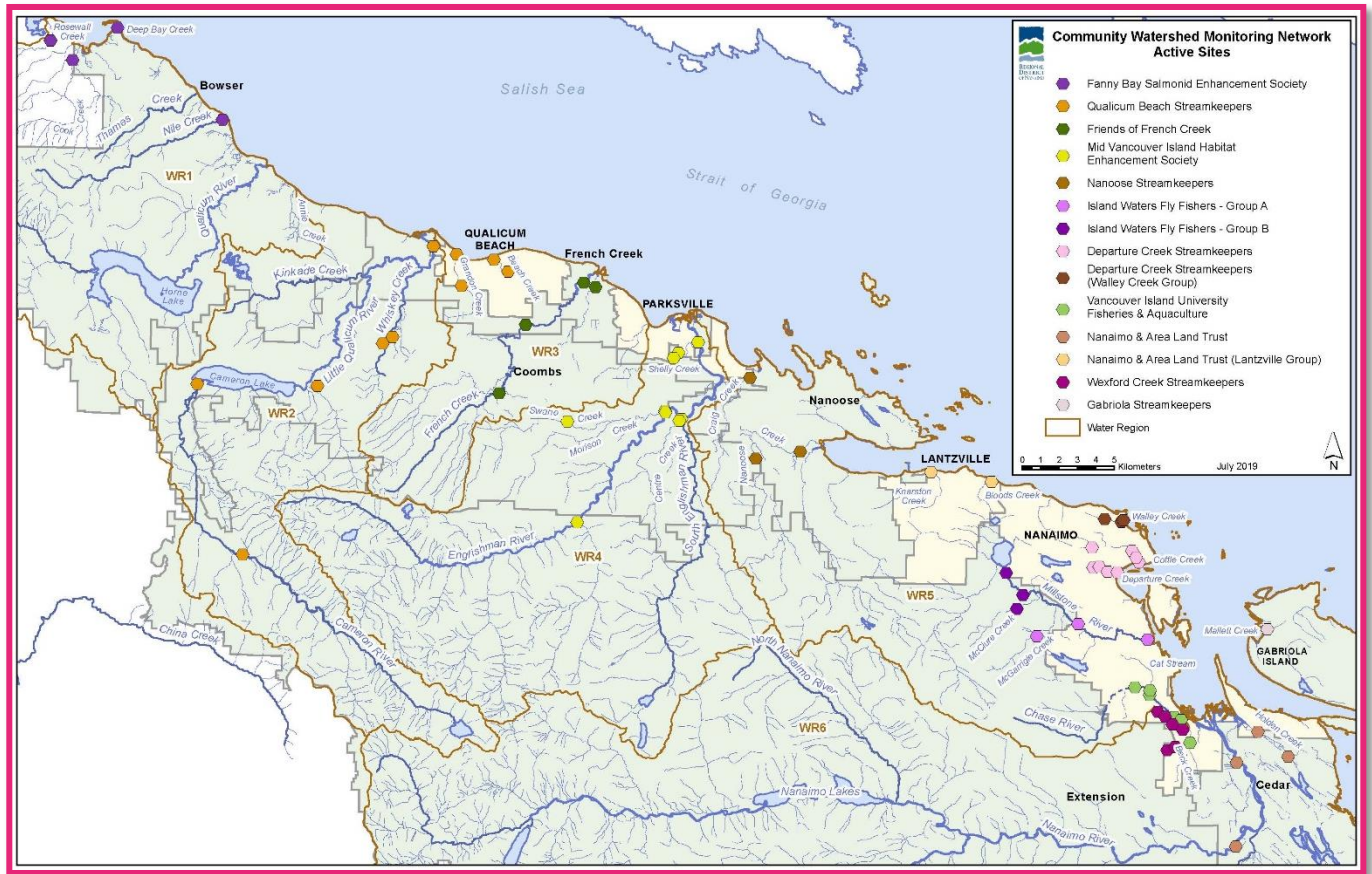 Community Watershed Monitoring Network
Active Sites
REGIONAL
DISTRICT
OF NANAIMO
Fanny Bay Salmonid Enhancement Society
Qualicum Beach Streamkeepers
Friends of French Creek
Mid Vancouver Island Habitat
Enhancement Society
Nanoose Streamkeepers
Island Waters Fly Fishers - Group A
Island Waters Fly Fishers - Group B
Departure Creek Streamkeepers
Departure Creek Streamkeepers
(Walley Creek Group)
Vancouver Island University
Fisheries & Aquaculture
Nanaimo & Area Land Trust
Nanaimo & Area Land Trust (Lantzville Group)
Wexford Creek Streamkeepers
Gabriola Streamkeepers
Water Region
0 1 2 3 4 5
Kilometers
July 2019
N
Rosewall
Creek
Deep Bay Creek
Bowser
Salish Sea
Cook
Creek
Thames
Creek
Nile Creek
WR1
Strait of Georgia
Qualicum River
Annie
Creek
QUALICUM
BEACH
French Creek
Kinkade Creek
Horne
Lake
Grandon Creek
Beach Creek
Little Qualicum River
Whiskey Creek
PARKSVILLE
WR3
Shelly Creek
Coombs
Cameron Lake
WR2
French Creek
Swane Creek
Morison Creek
Craig Creek
Nanoose
Centre Creek
South Englishman River
Nanoose
Creek
LANTZVILLE
Knarston
Creek
Bloods Creek
Walley Creek
NANAIMO
Cottle Creek
Departure Creek
Englishman River
WR4
WR5
Millstone River
McClure Creek
McGarrigle Creek
Mallett Creek
GABRIOLA
ISLAND
China Creek
Cameron River
North Nanaimo River
Cat Stream
Chase River
WR6
Holden Creek
Beck Creek
Nanaimo Lakes
Extension
Cedar
Nanaimo River